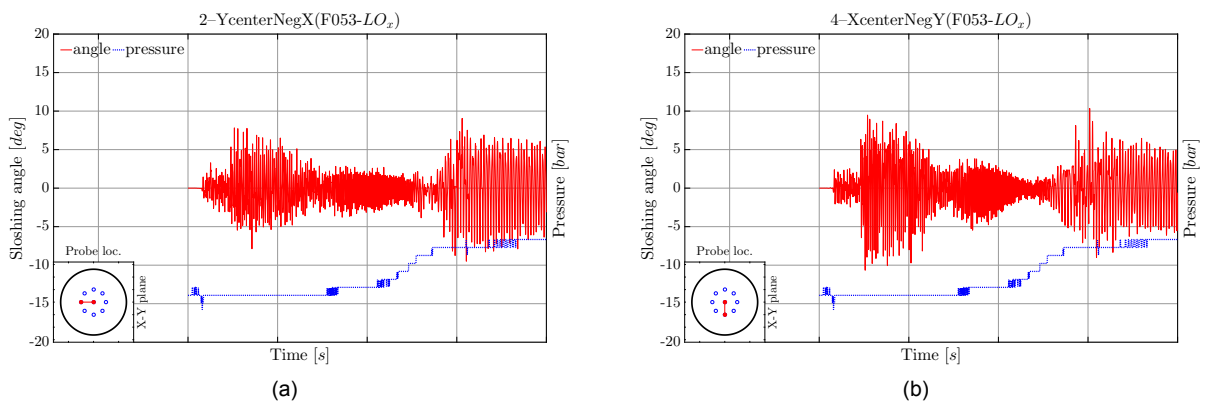 2–YcenterNegX(F053-LOx)
20
15
10
5
0
-5
-10
-15
-20
Sloshing angle [deg]
angle
pressure
Pressure [bar]
Probe loc.
X-Y plane
Time [s]
(a)
4–XcenterNegY(F053-LOx)
20
15
10
5
0
-5
-10
-15
-20
Sloshing angle [deg]
angle
pressure
Pressure [bar]
Probe loc.
X-Y plane
Time [s]
(b)